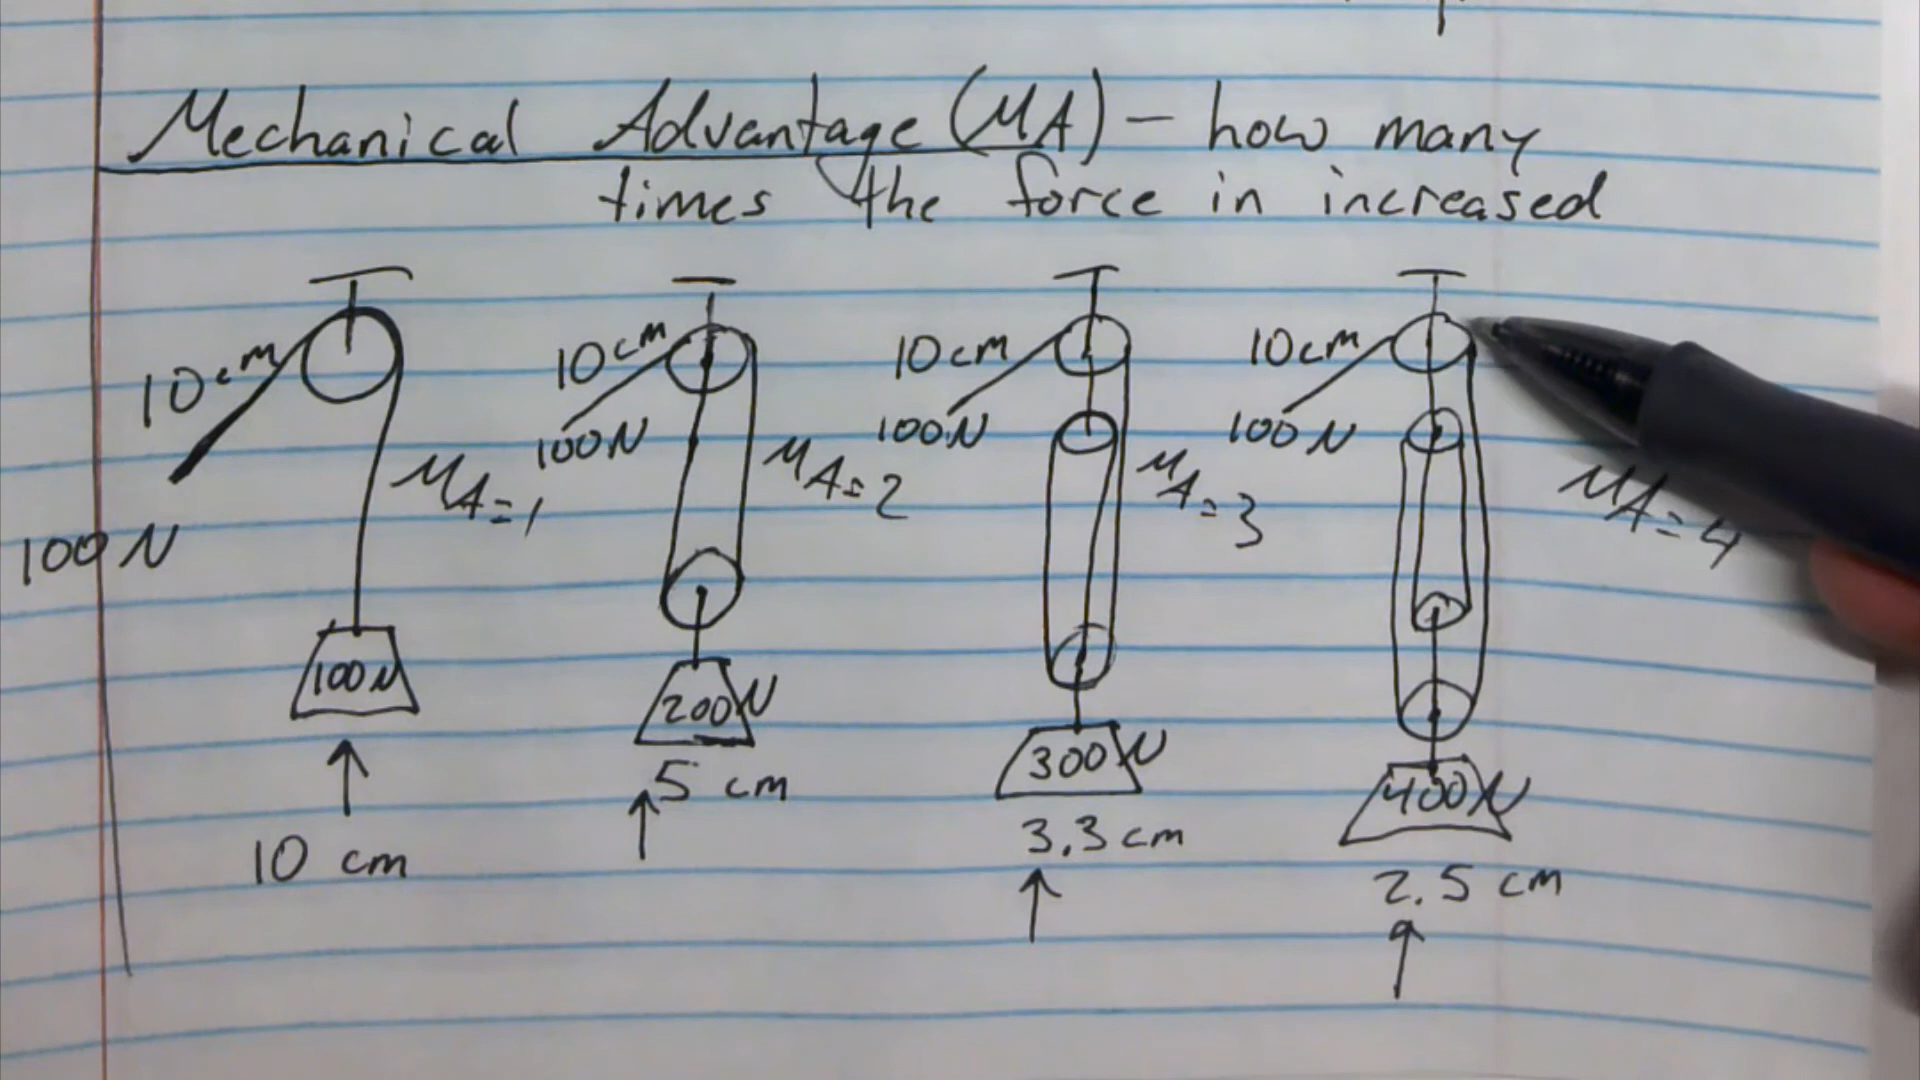 Mechanical Advantage (MA) - how many
times the force in increased
10cm
100N
MA=1
100N
10 cm
10cm
100N
MA=2
200N
5 cm
10cm
100N
MA=3
300N
3.3cm
10cm
100N
MA=4
400N
2.5 cm